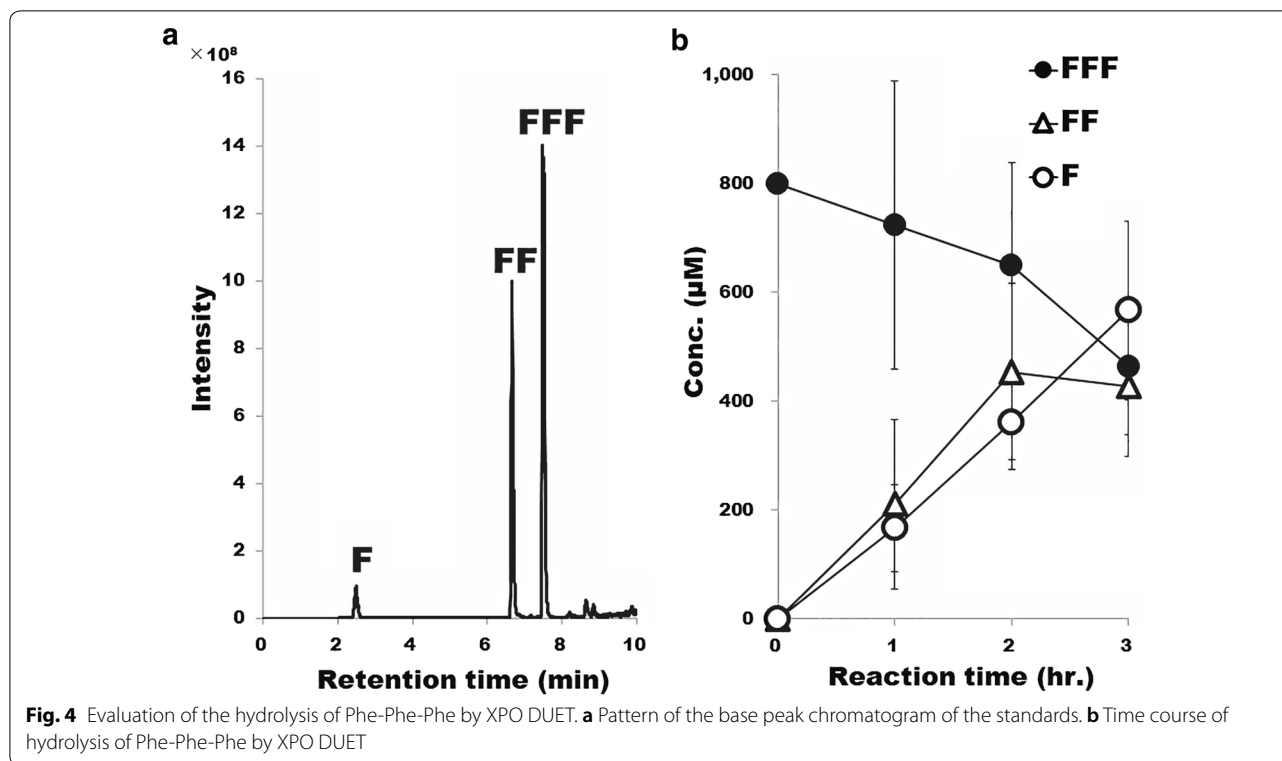 a
b
× 10⁸
16
14
12
10
8
6
4
2
0
Intensity
F
FF
FFF
0 2 4 6 8 10
Retention time (min)
FFF
FF
F
1,000
800
600
400
200
0
Conc. (µM)
0 1 2 3
Reaction time (hr.)
Fig. 4 Evaluation of the hydrolysis of Phe-Phe-Phe by XPO DUET. a Pattern of the base peak chromatogram of the standards. b Time course of
hydrolysis of Phe-Phe-Phe by XPO DUET